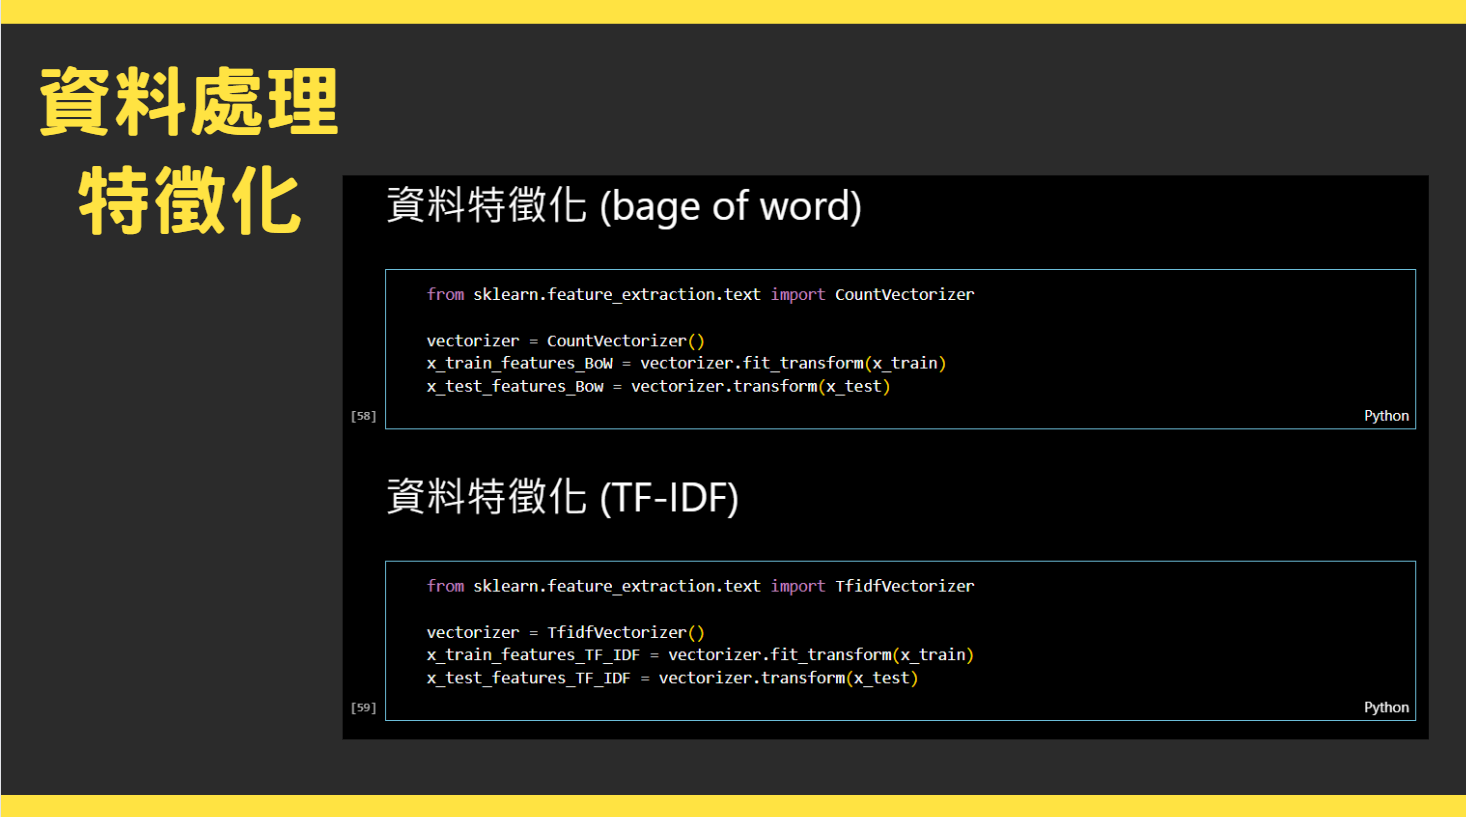 資料處理
特徵化
資料特徵化 (bage of word)
from sklearn.feature_extraction.text import CountVectorizer
vectorizer = CountVectorizer()
x_train_features_BoW = vectorizer.fit_transform(x_train)
x_test_features_Bow = vectorizer.transform(x_test)
[58]
Python
資料特徵化 (TF-IDF)
from sklearn.feature_extraction.text import TfidfVectorizer
vectorizer = TfidfVectorizer()
x_train_features_TF_IDF = vectorizer.fit_transform(x_train)
x_test_features_TF_IDF = vectorizer.transform(x_test)
[59]
Python